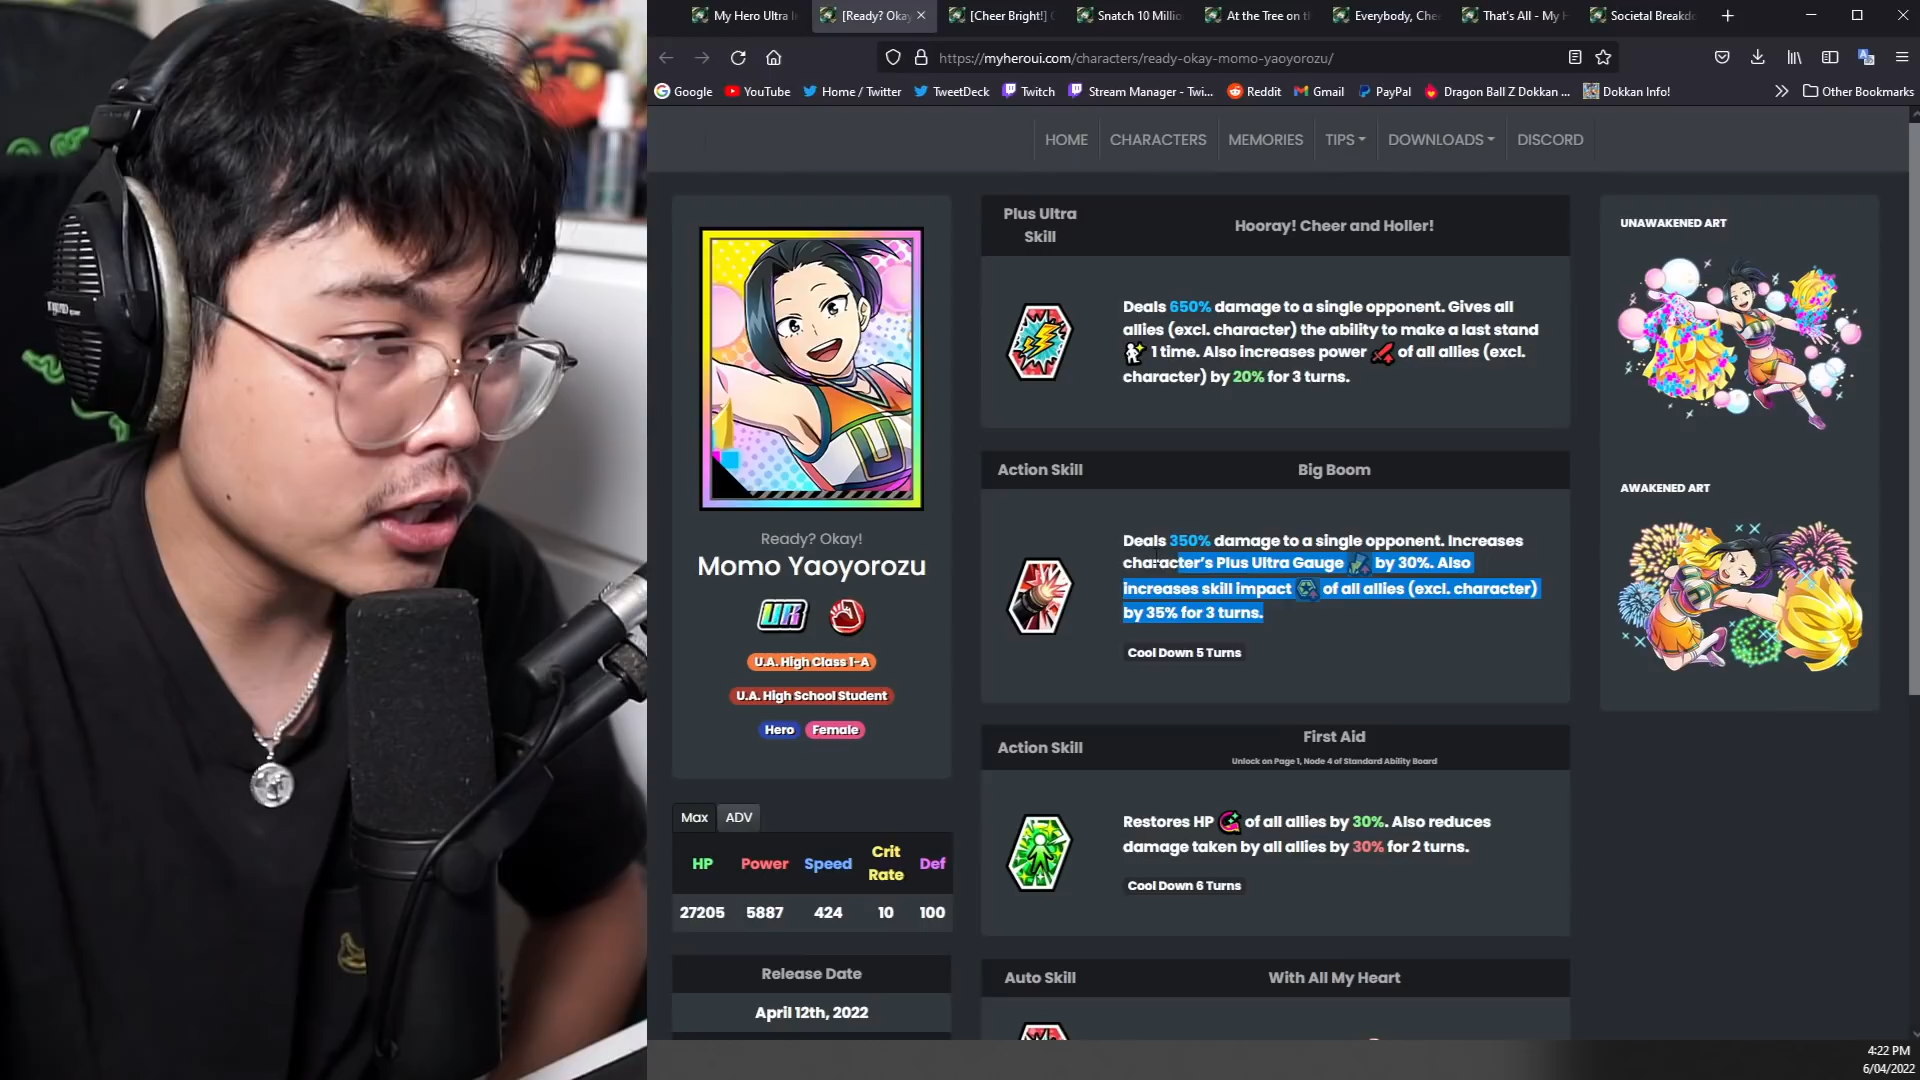 My Hero Ultra I
[Ready? Oka
[Cheer Bright!]
Snatch 10 Millio
At the Tree on t
Everybody, Che
That's All - My H
Societal Breakdo
https://myheroui.com/characters/ready-okay-momo-yaoyorozu/
Google
YouTube
Home / Twitter
TweetDeck
Twitch
Stream Manager - Twi...
Reddit
Gmail
PayPal
Dragon Ball Z Dokkan ...
Dokkan Info!
Other Bookmarks
HOME
CHARACTERS
MEMORIES
TIPS
DOWNLOADS
DISCORD
Ready? Okay!
Momo Yaoyorozu
UR
U.A. High Class 1-A
U.A. High School Student
Hero Female
Max ADV
HP Power Speed Crit Rate Def
27205 5887 424 10 100
Release Date
April 12th, 2022
Plus Ultra Skill
Hooray! Cheer and Holler!
Deals 650% damage to a single opponent. Gives all
allies (excl. character) the ability to make a last stand
1 time. Also increases power of all allies (excl.
character) by 20% for 3 turns.
Action Skill
Big Boom
Deals 350% damage to a single opponent. Increases
character's Plus Ultra Gauge by 30%. Also
increases skill impact of all allies (excl. character)
by 35% for 3 turns.
Cool Down 5 Turns
Action Skill
First Aid
Unlock on Page 1, Node 4 of Standard Ability Board
Restores HP of all allies by 30%. Also reduces
damage taken by all allies by 30% for 2 turns.
Cool Down 6 Turns
Auto Skill
With All My Heart
UNAWAKENED ART
AWAKENED ART
4:22 PM
6/04/2022